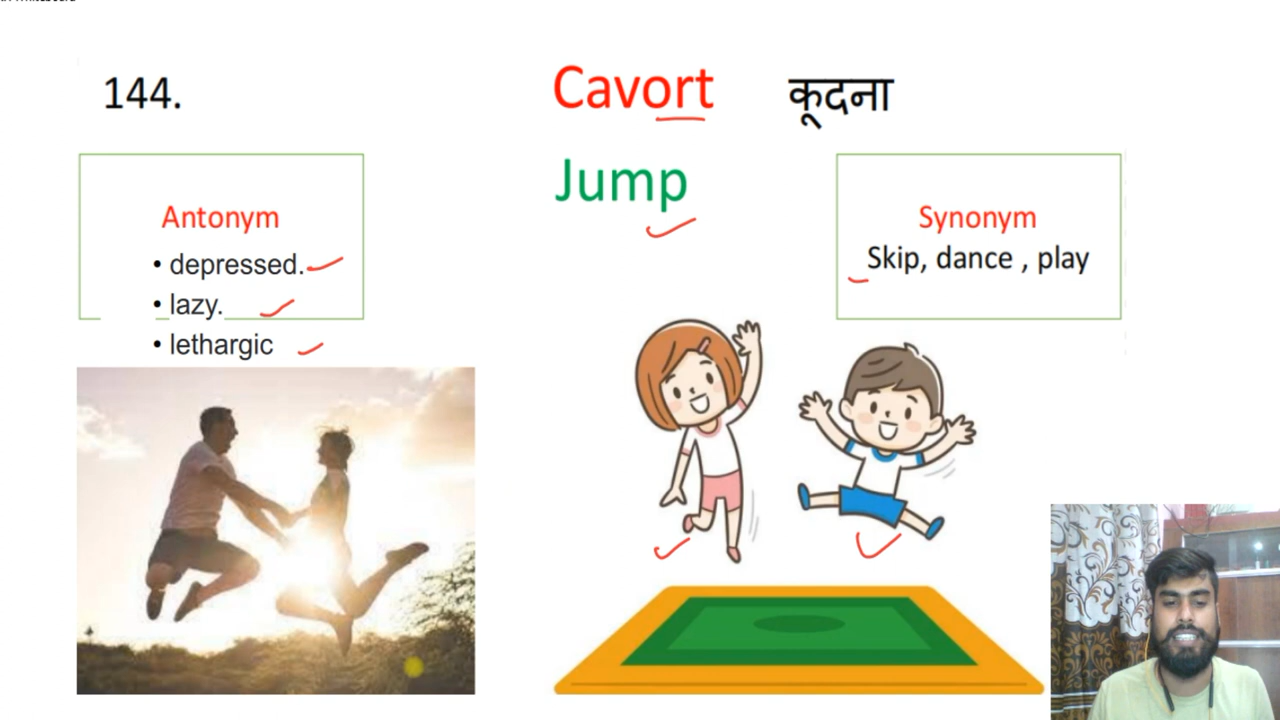 144.
Cavort कूदना
Jump
Antonym
• depressed.
• lazy.
• lethargic
Synonym
Skip, dance , play